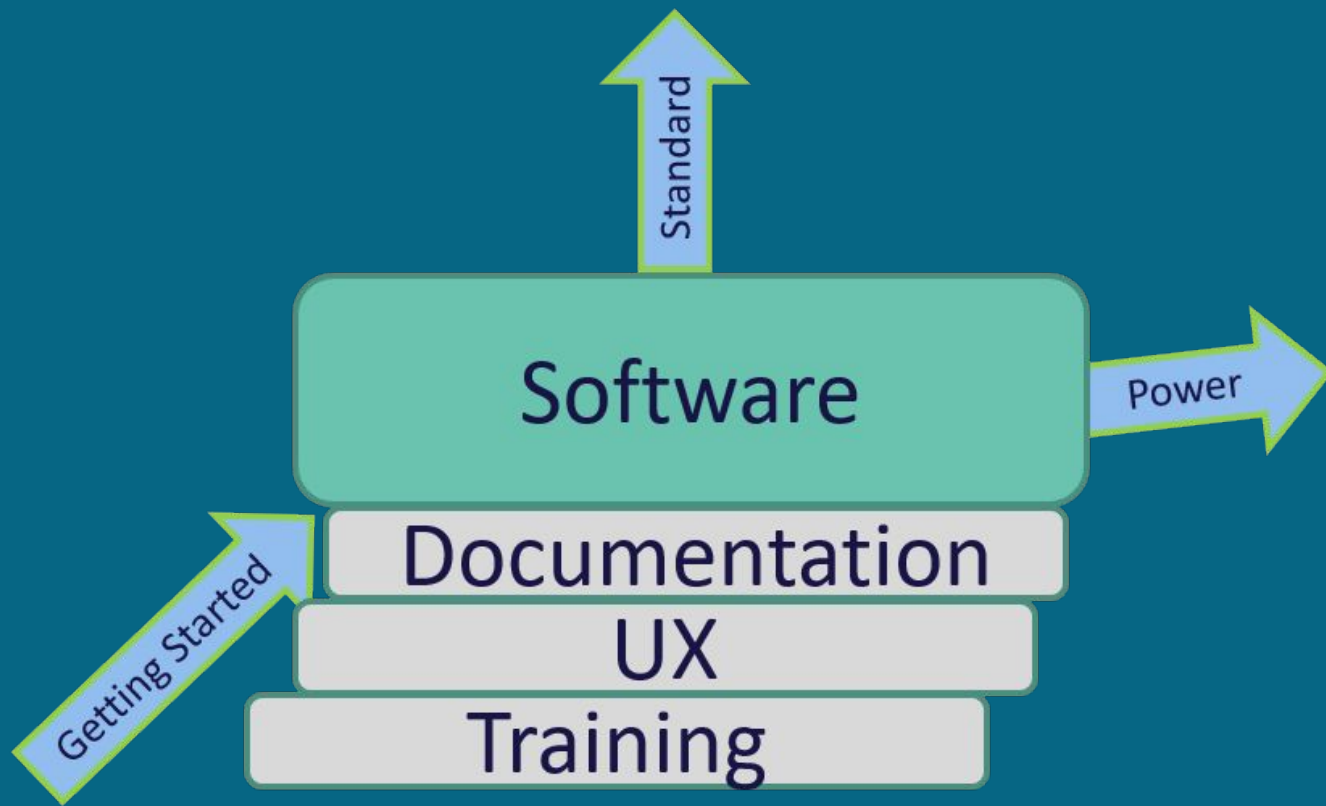 Standard
Software
Power
Documentation
Getting Started
UX
Training